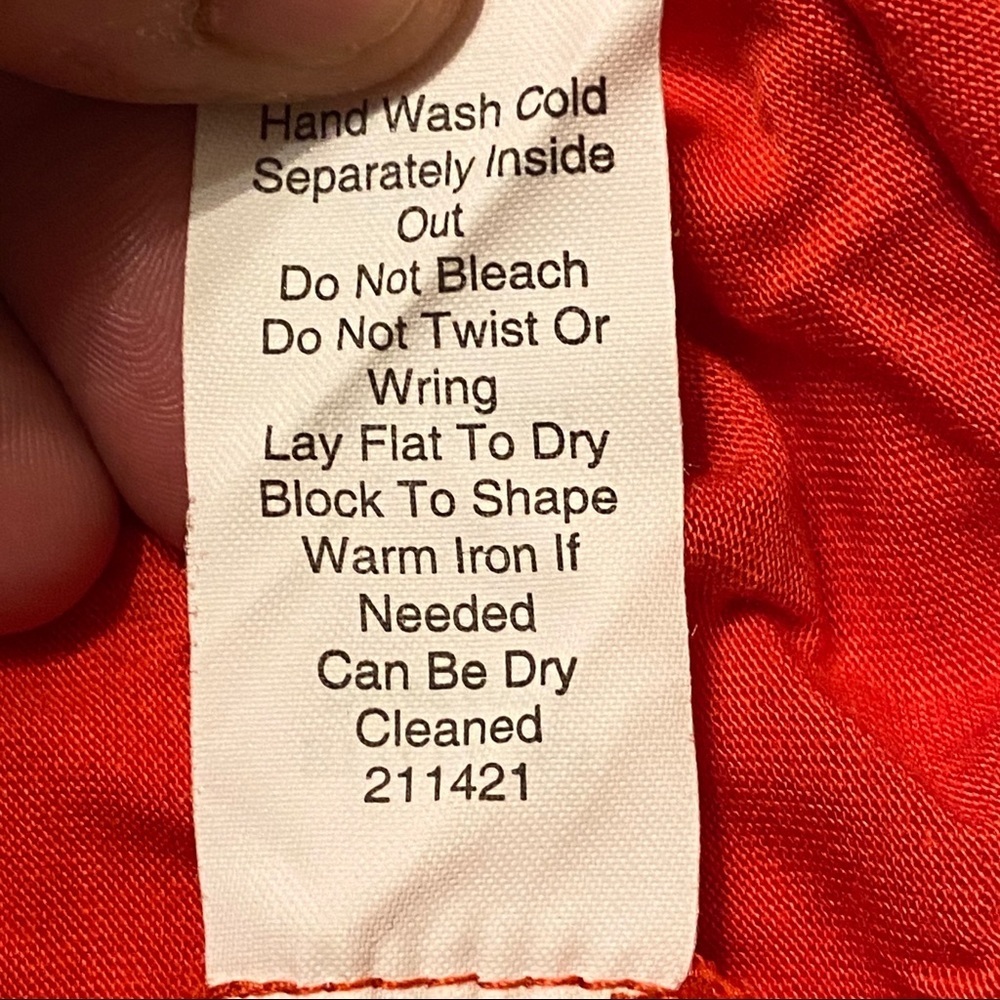 Hand Wash Cold
Separately Inside
Out
Do Not Bleach
Do Not Twist Or
Wring
Lay Flat To Dry
Block To Shape
Warm Iron If
Needed
Can Be Dry
Cleaned
211421